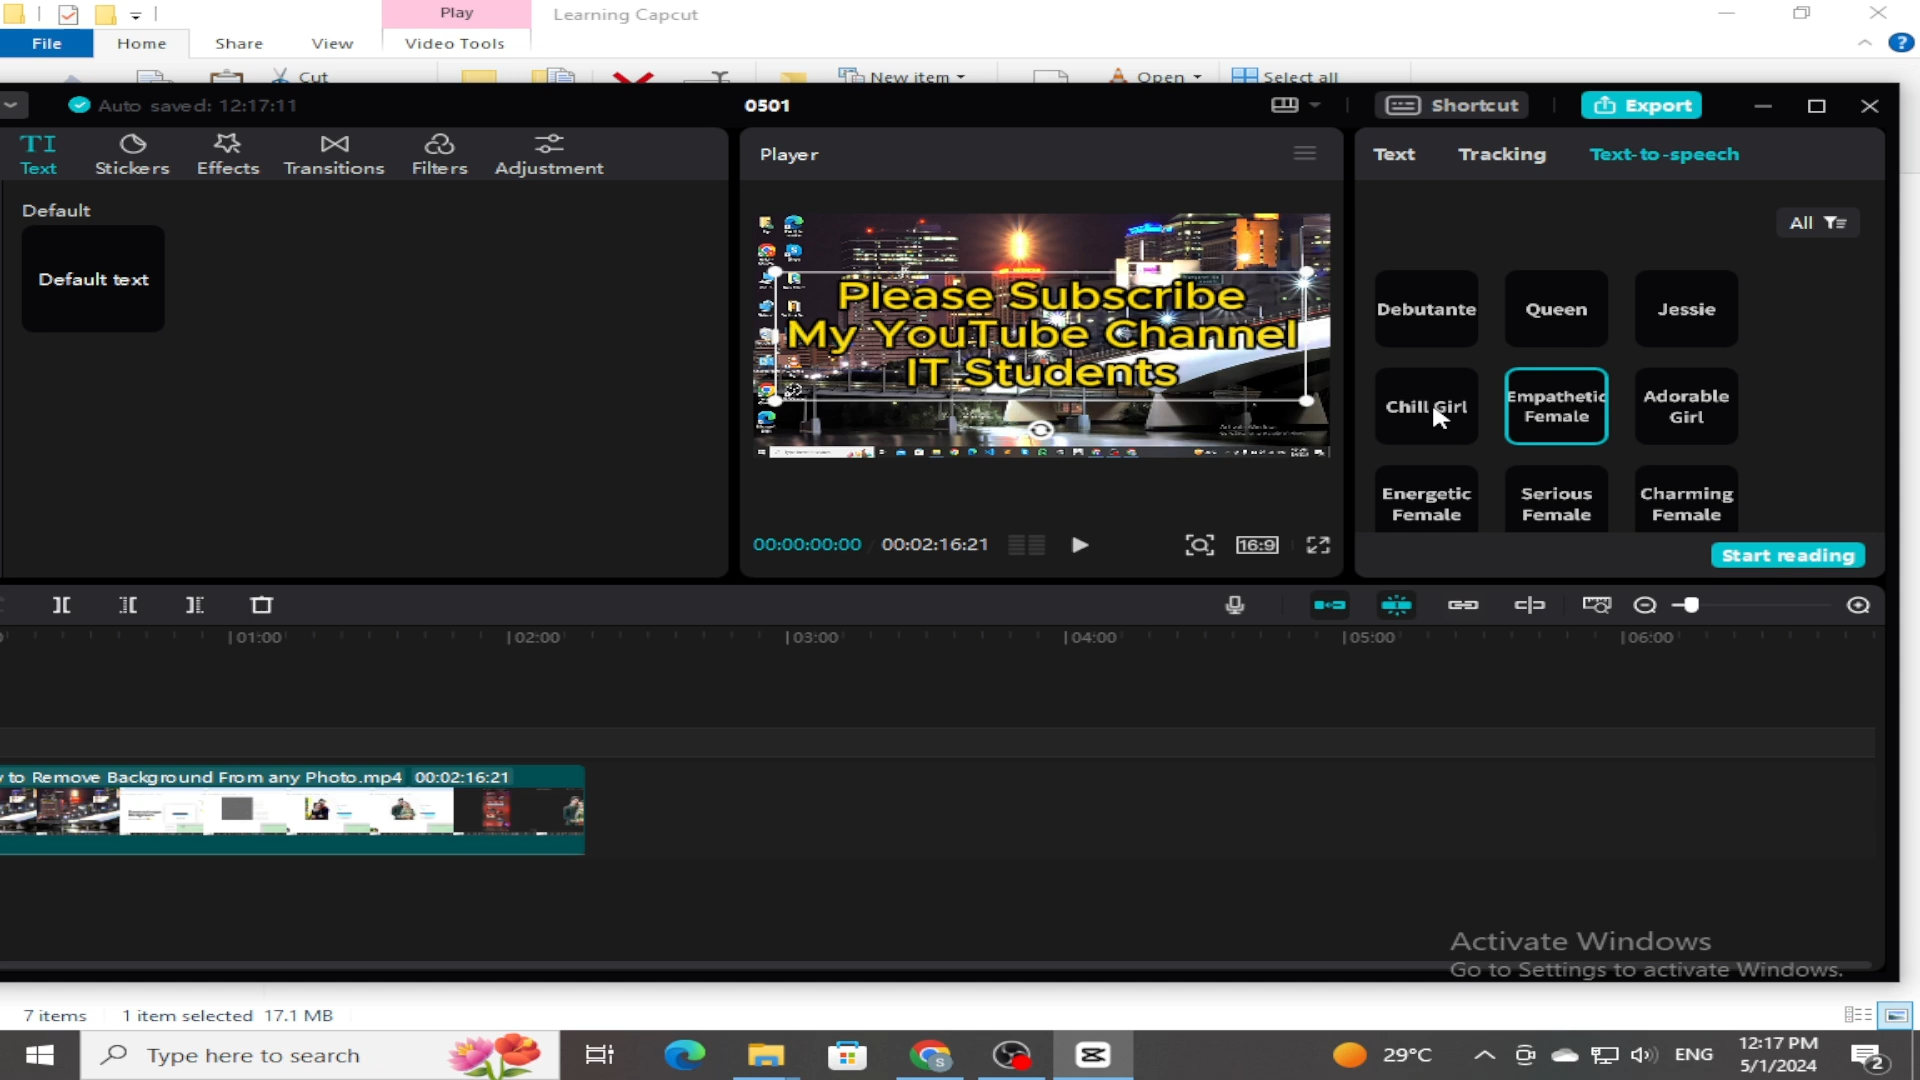 Play
Learning Capcut
File
Home
Share
View
Video Tools
Cut
New item
Open
Select all
Auto saved: 12:17:11
0501
Shortcut
Export
TI
Text
Stickers
Effects
Transitions
Filters
Adjustment
Player
Text
Tracking
Text-to-speech
Default
Default text
All
Please Subscribe
My YouTube Channel
IT Students
Debutante
Queen
Jessie
Chill Girl
Empathetic
Female
Adorable
Girl
Energetic
Female
Serious
Female
Charming
Female
00:00:00:00 / 00:02:16:21
16:9
Start reading
01:00
02:00
03:00
04:00
05:00
06:00
to Remove Background From any Photo.mp4 00:02:16:21
Activate Windows
Go to Settings to activate Windows.
7 items
1 item selected 17.1 MB
Type here to search
29°C
ENG
12:17 PM
5/1/2024
2